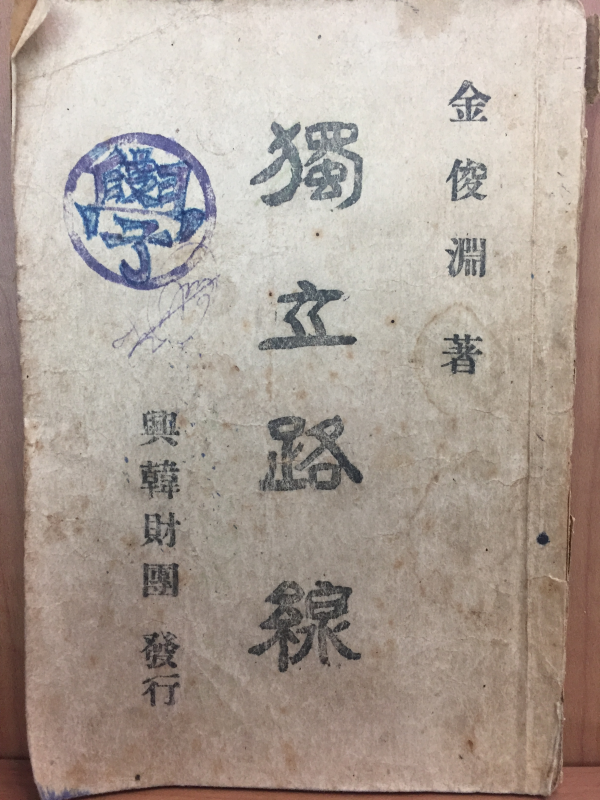 金俊淵 著
獨立路線
興韓財團 發行